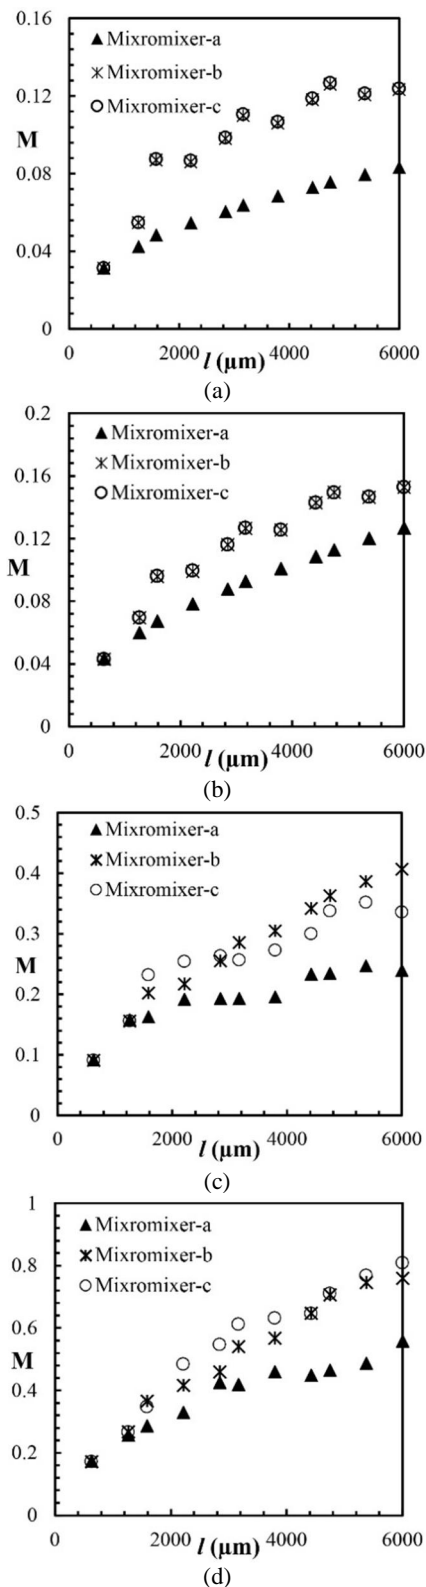 0.16
▲ Mixromixer-a
Mixromixer-b
0.12
○ Mixromixer-c
M
0.08
0.04
0
0 2000 4000 6000
l (μm)
(a)
0.2
▲ Mixromixer-a
0.16
Mixromixer-b
Mixromixer-c
0.12
M
0.08
0.04
0
0 2000 4000 6000
l (μm)
(b)
0.5
▲ Mixromixer-a
Mixromixer-b
0.4
○ Mixromixer-c
0.3
M
0.2
0.1
0
0 2000 4000 6000
l (μm)
(c)
1
▲ Mixromixer-a
Mixromixer-b
0.8
○ Mixromixer-c
0.6
M
0.4
0.2
0
0 2000 4000 6000
l (μm)
(d)